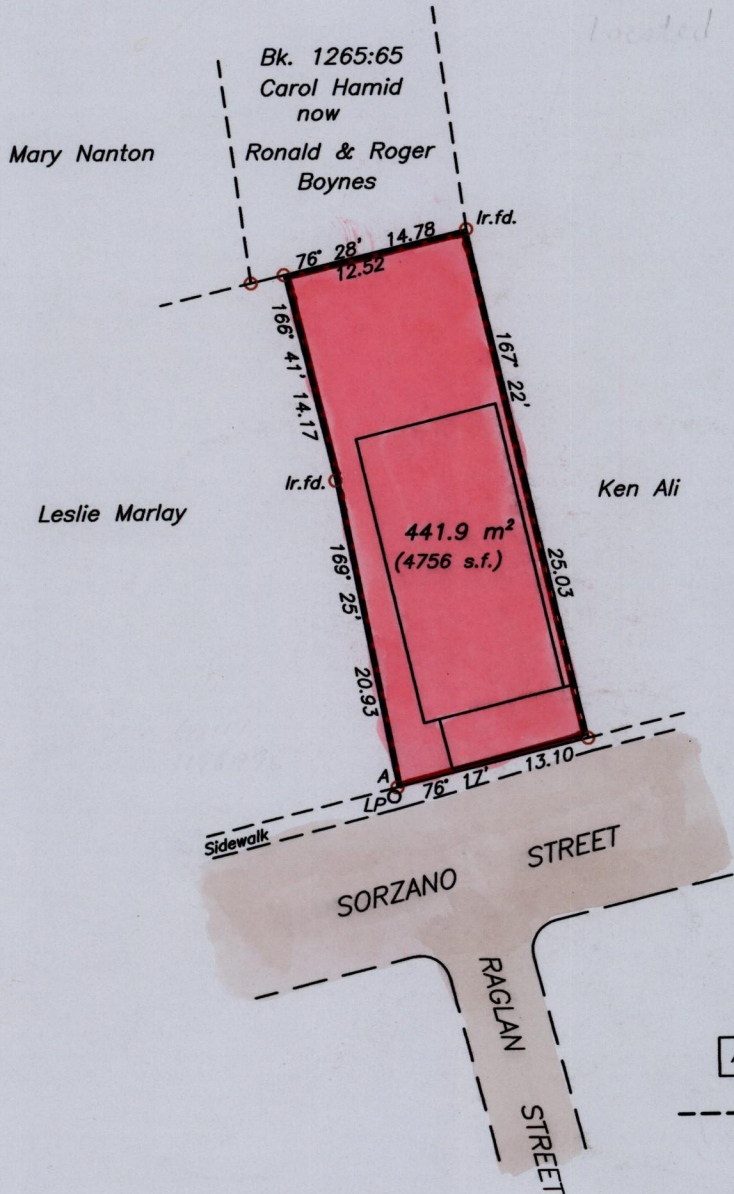 Located
Bk. 1265:65
Carol Hamid
now
Ronald & Roger
Boynes
Mary Nanton
Ir.fd.
76° 28' 14.78
12.52
166° 41' 14.17
167° 22'
25.03
Ir.fd.
Leslie Marlay
Ken Ali
441.9 m²
(4756 s.f.)
169° 25'
20.93
A
LP
76° 17' 13.10
Sidewalk
SORZANO STREET
RAGLAN STREET